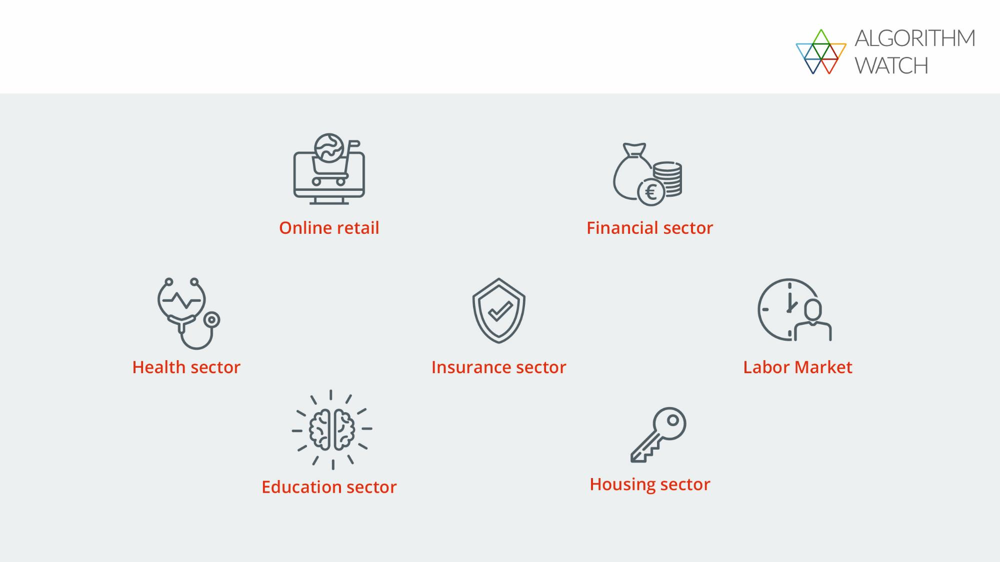 ALGORITHM
WATCH
Online retail
Financial sector
€
Health sector
Insurance sector
Labor Market
Education sector
Housing sector